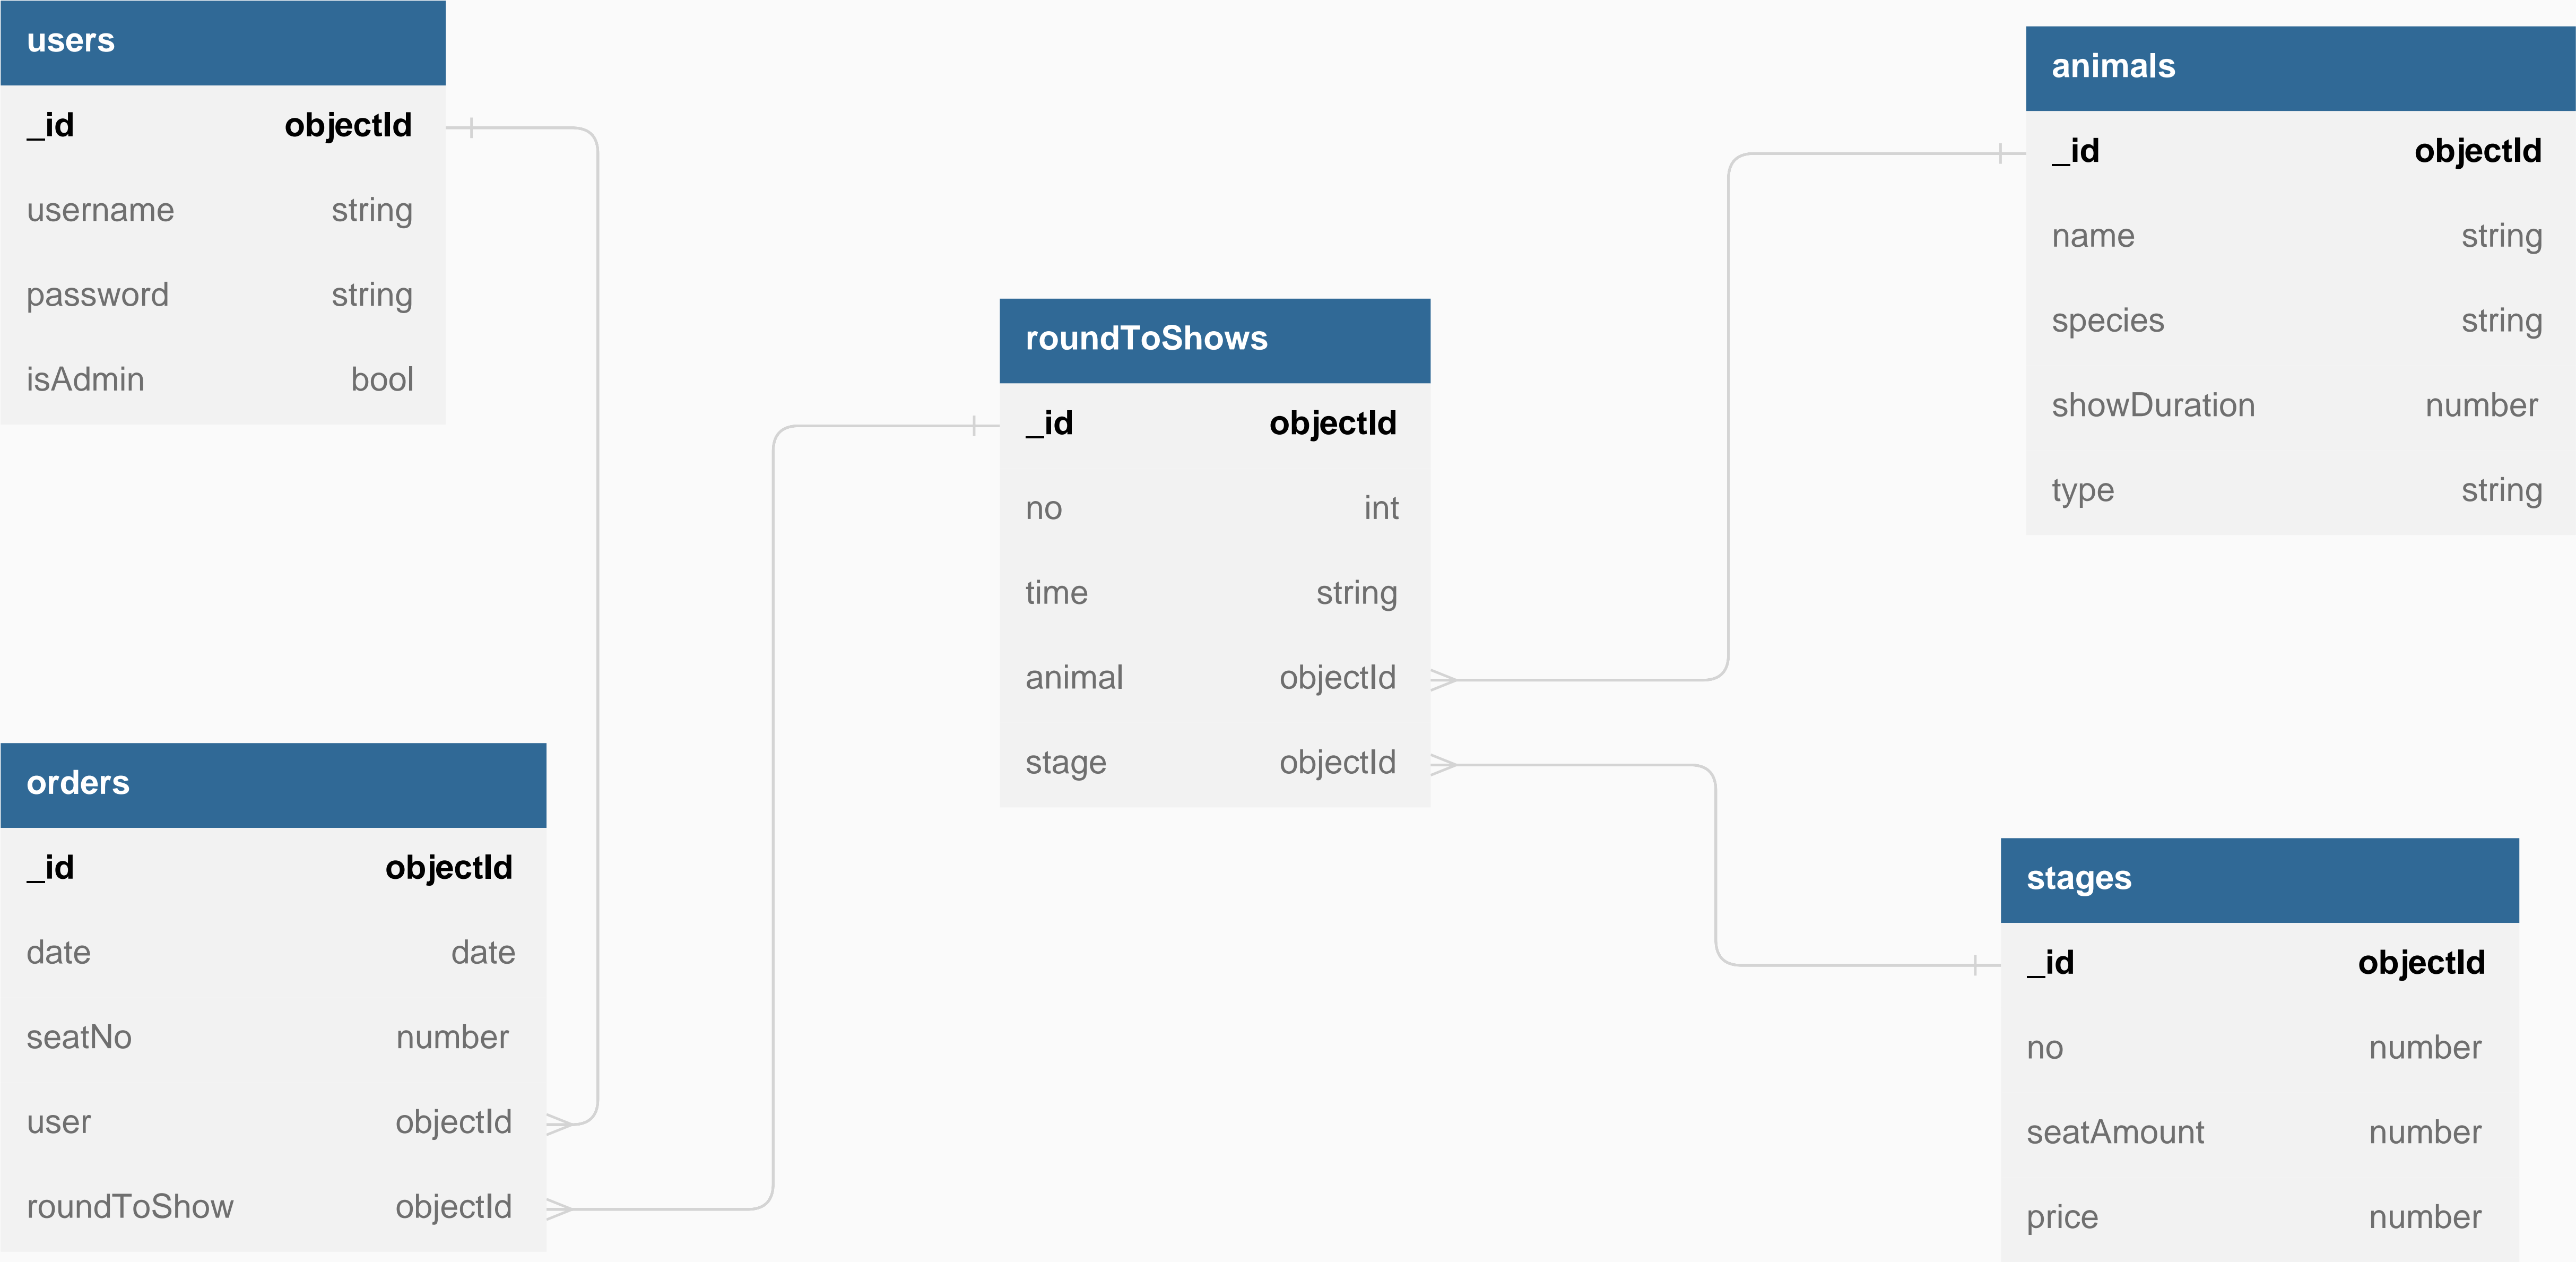 users
_id objectId
username string
password string
isAdmin bool
orders
_id objectId
date date
seatNo number
user objectId
roundToShow objectId
roundToShows
_id objectId
no int
time string
animal objectId
stage objectId
animals
_id objectId
name string
species string
showDuration number
type string
stages
_id objectId
no number
seatAmount number
price number